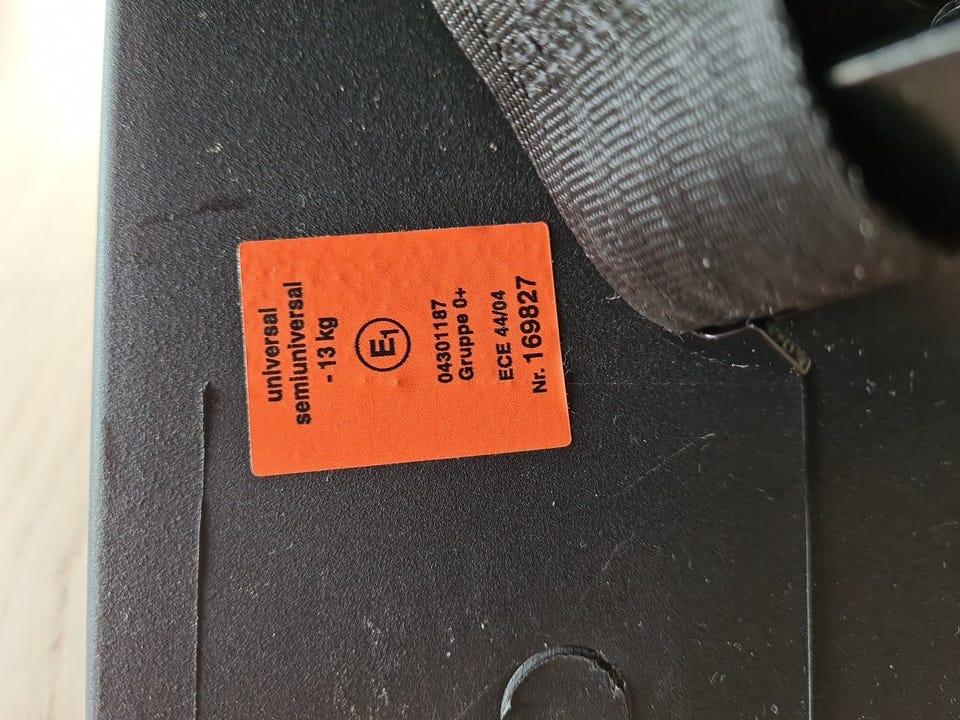 universal
semiuniversal
- 13 kg
E1
04301187
Gruppe 0+
ECE 44/04
Nr. 169827